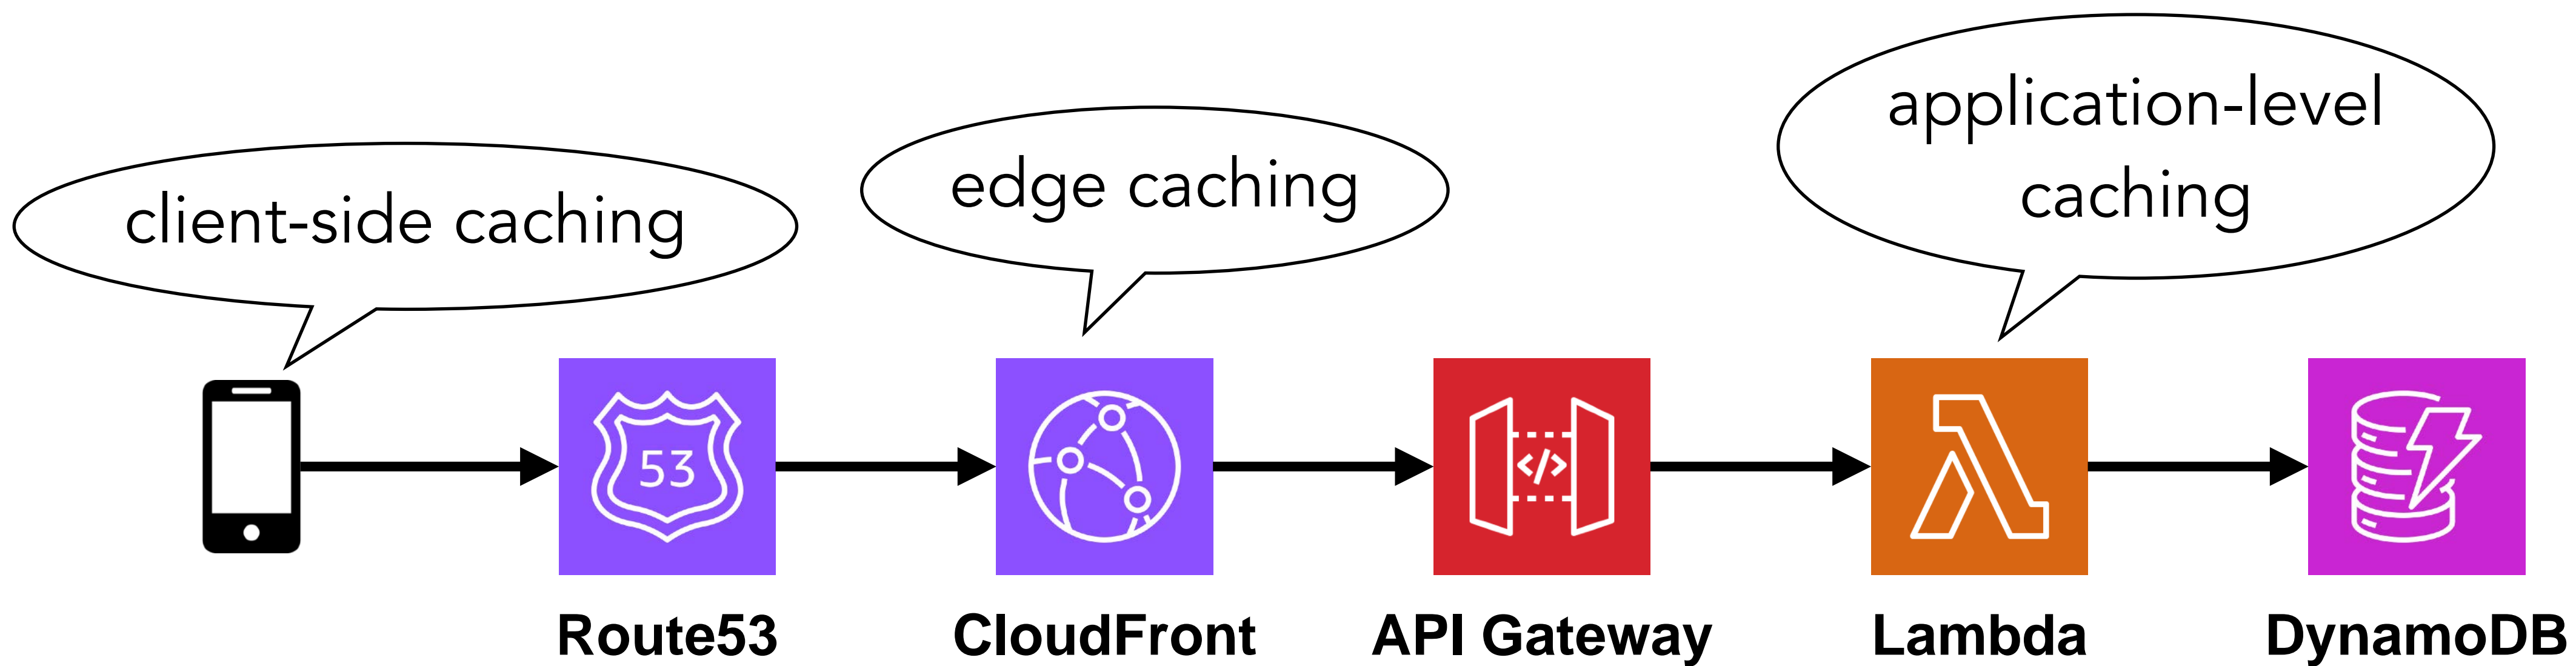 client-side caching
edge caching
application-level
caching
53
</>
Route53
CloudFront
API Gateway
Lambda
DynamoDB